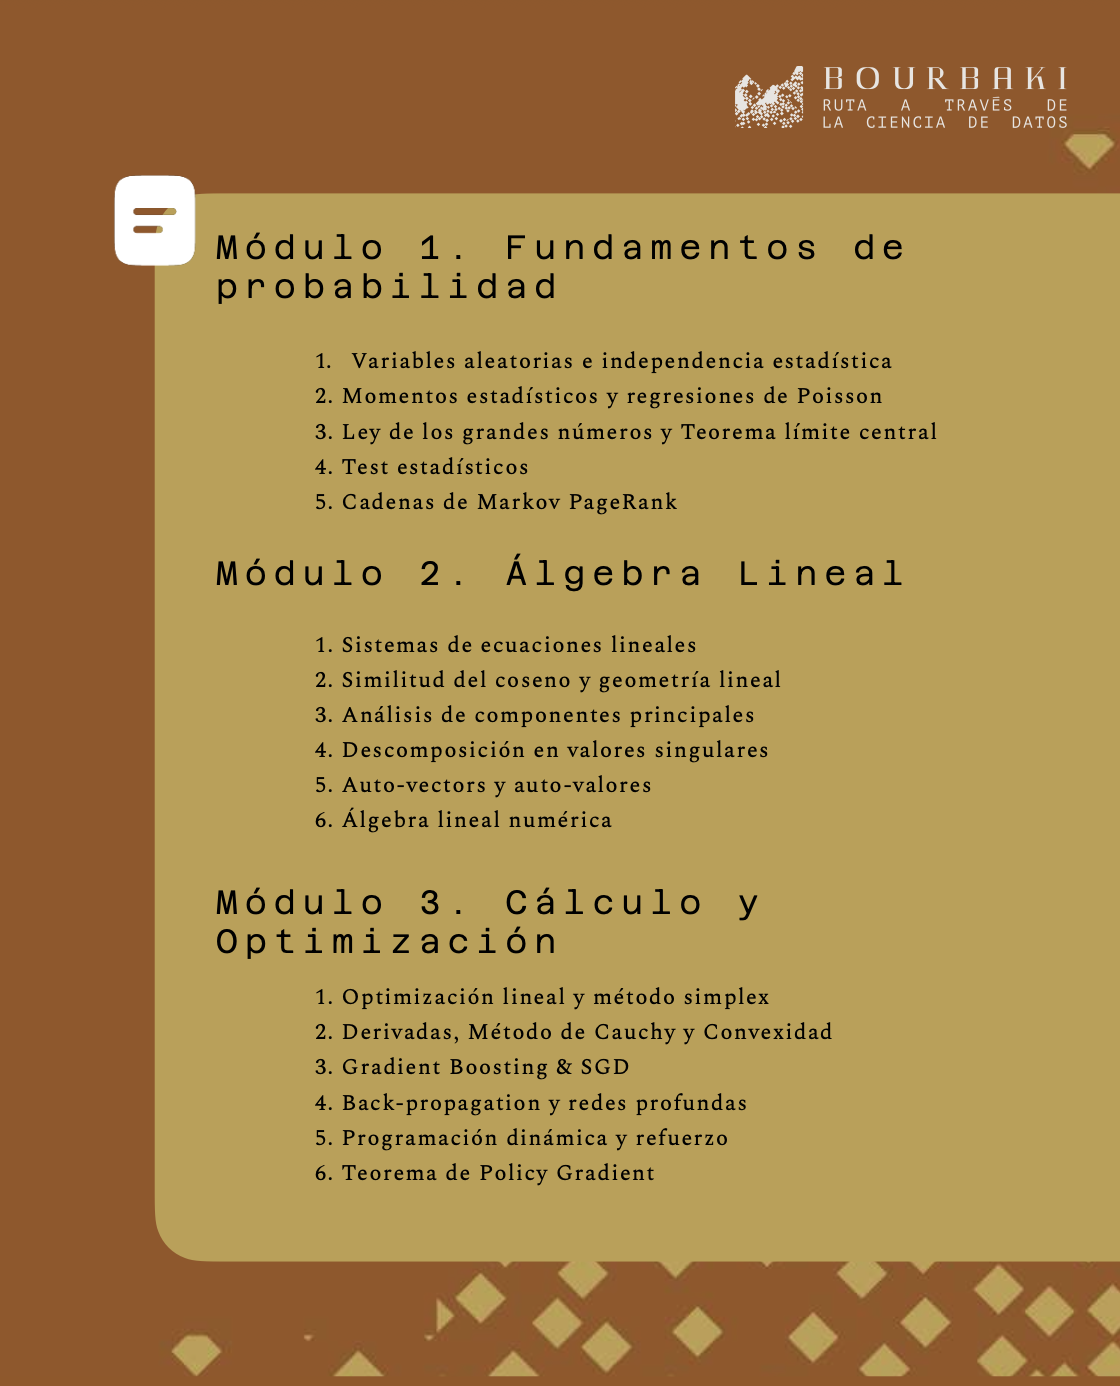 BOURBAKI
RUTA A TRAVÉS DE
LA CIENCIA DE DATOS
Módulo 1. Fundamentos de
probabilidad
1. Variables aleatorias e independencia estadística
2. Momentos estadísticos y regresiones de Poisson
3. Ley de los grandes números y Teorema límite central
4. Test estadísticos
5. Cadenas de Markov PageRank
Módulo 2. Álgebra Lineal
1. Sistemas de ecuaciones lineales
2. Similitud del coseno y geometría lineal
3. Análisis de componentes principales
4. Descomposición en valores singulares
5. Auto-vectors y auto-valores
6. Álgebra lineal numérica
Módulo 3. Cálculo y
Optimización
1. Optimización lineal y método simplex
2. Derivadas, Método de Cauchy y Convexidad
3. Gradient Boosting & SGD
4. Back-propagation y redes profundas
5. Programación dinámica y refuerzo
6. Teorema de Policy Gradient